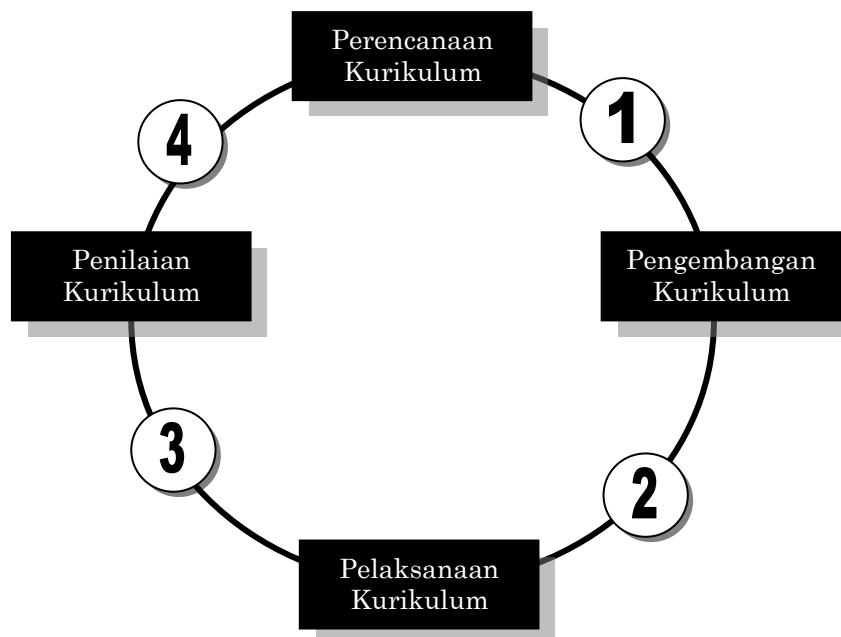 Perencanaan
Kurikulum
1
4
Penilaian
Kurikulum
Pengembangan
Kurikulum
3
2
Pelaksanaan
Kurikulum